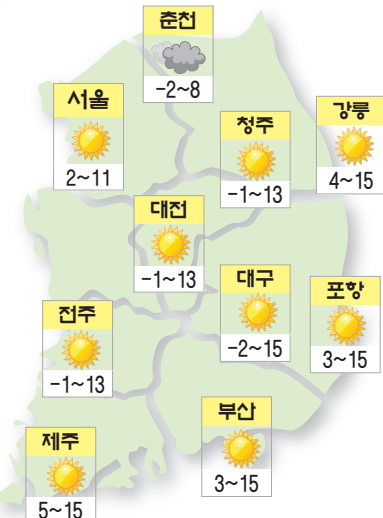 춘천
-2~8
서울
2~11
청주
-1~13
강릉
4~15
대전
-1~13
대구
-2~15
포항
3~15
전주
-1~13
부산
3~15
제주
5~15